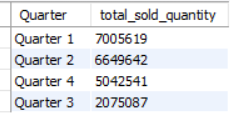 Quarter total_sold_quantity
Quarter 1 7005619
Quarter 2 6649642
Quarter 4 5042541
Quarter 3 2075087